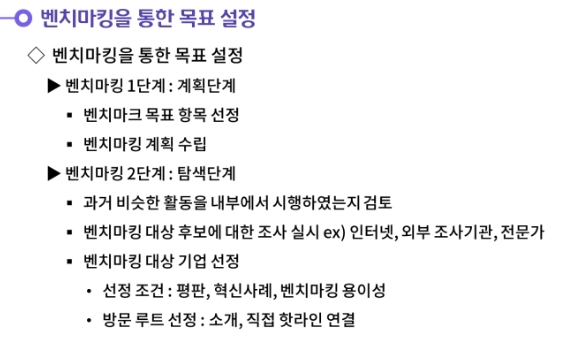 벤치마킹을 통한 목표 설정
◇ 벤치마킹을 통한 목표 설정
▶ 벤치마킹 1단계 : 계획단계
▪ 벤치마크 목표 항목 선정
▪ 벤치마킹 계획 수립
▶ 벤치마킹 2단계 : 탐색단계
▪ 과거 비슷한 활동을 내부에서 시행하였는지 검토
▪ 벤치마킹 대상 후보에 대한 조사 실시 ex) 인터넷, 외부 조사기관, 전문가
▪ 벤치마킹 대상 기업 선정
• 선정 조건 : 평판, 혁신사례, 벤치마킹 용이성
• 방문 루트 선정 : 소개, 직접 핫라인 연결